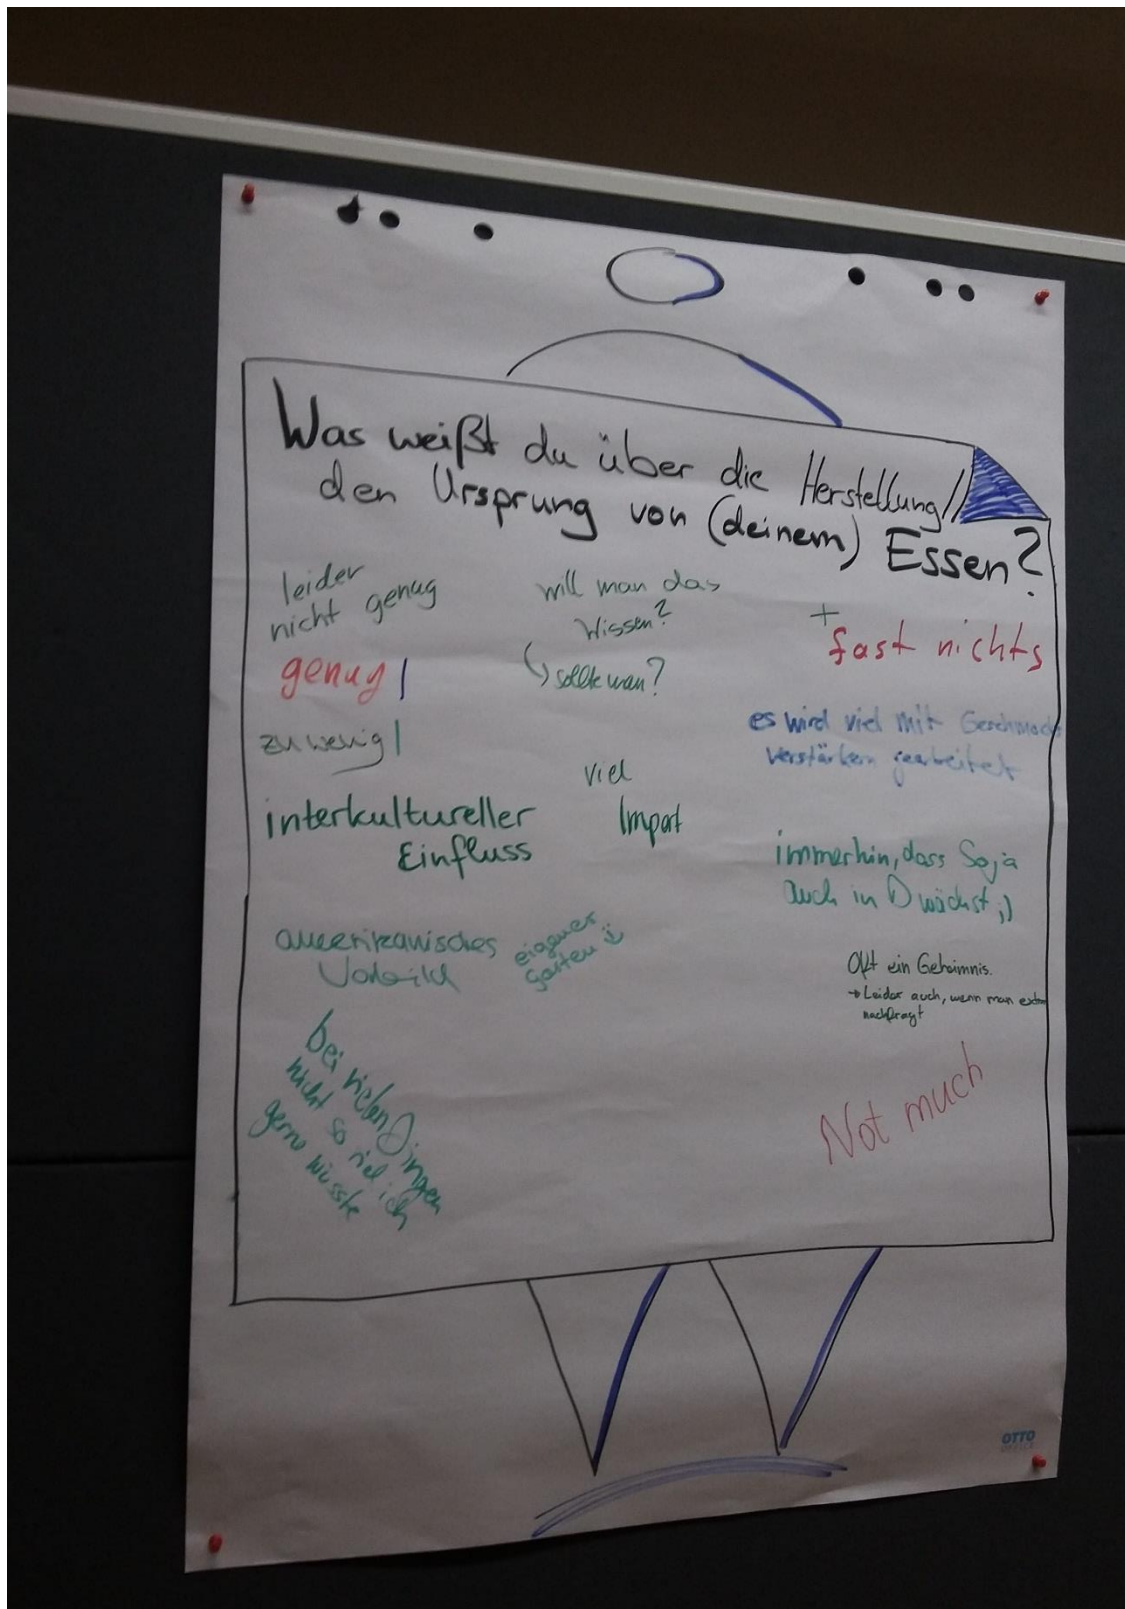 Was weißt du über die Herstellung/
den Ursprung von (deinem) Essen?
leider
nicht genug
genug |
zu wenig |
interkultureller
Einfluss
amerikanisches
Vorbild
eigener
Garten
bei vielen Dingen
nicht so viel ich
gerne wüsste
will man das
Wissen?
sollte man?
viel
Import
+
fast nichts
es wird viel mit Geschmacks
verstärkern gearbeitet
immerhin, dass Soja
auch in D wächst ;)
Oft ein Geheimnis.
→ Leider auch, wenn man extra
nachfragt
Not much
OTTO
OFFICE